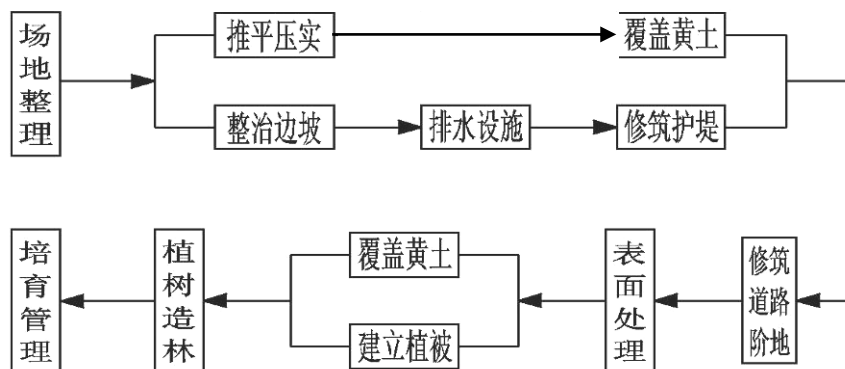 场地整理
推平压实
覆盖黄土
整治边坡
排水设施
修筑护堤
修筑道路阶地
表面处理
覆盖黄土
建立植被
植树造林
培育管理